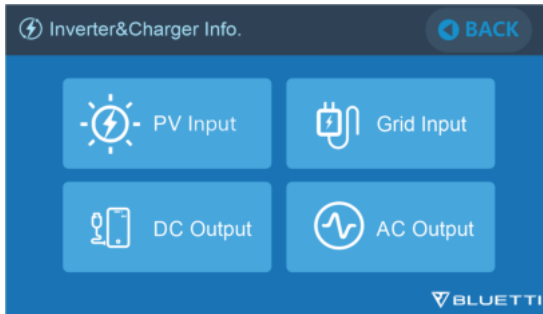 Inverter&Charger Info.
BACK
PV Input
Grid Input
DC Output
AC Output
BLUETTI